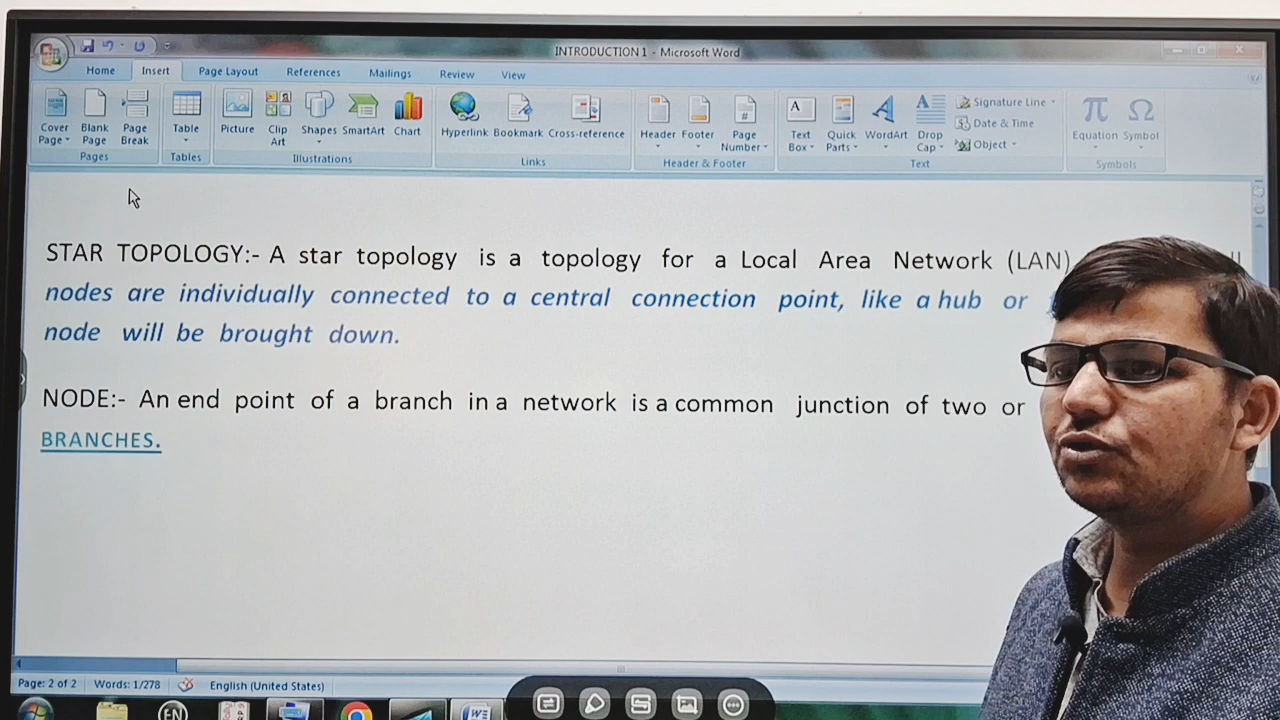 INTRODUCTION 1 - Microsoft Word
Home Insert Page Layout References Mailings Review View
Cover Page Blank Page Page Break Table Picture Clip Art Shapes SmartArt Chart Hyperlink Bookmark Cross-reference Header Footer Page Number Text Box Quick Parts WordArt Drop Cap Signature Line Date & Time Object Equation Symbol
Pages Tables Illustrations Links Header & Footer Text Symbols
STAR TOPOLOGY:- A star topology is a topology for a Local Area Network (LAN)
nodes are individually connected to a central connection point, like a hub or
node will be brought down.
NODE:- An end point of a branch in a network is a common junction of two or
BRANCHES.
Page: 2 of 2 Words: 1/278 English (United States)
EN